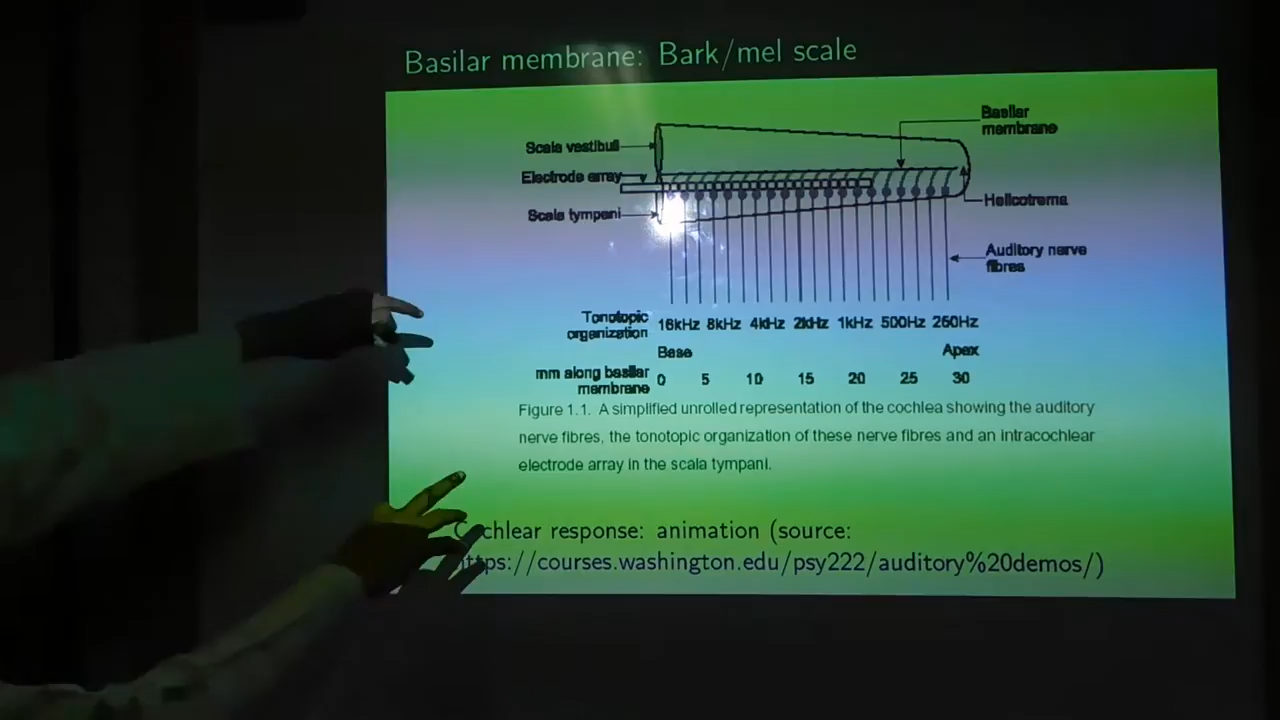 Basilar membrane: Bark/mel scale
Basilar
membrane
Scala vestibuli
Electrode array
Scala tympani
Helicotrema
Auditory nerve
fibres
Tonotopic
organization
16kHz 8kHz 4kHz 2kHz 1kHz 500Hz 250Hz
Base
Apex
mm along basilar
membrane
0 5 10 15 20 25 30
Figure 1.1. A simplified unrolled representation of the cochlea showing the auditory
nerve fibres, the tonotopic organization of these nerve fibres and an intracochlear
electrode array in the scala tympani.
Cochlear response: animation (source:
https://courses.washington.edu/psy222/auditory%20demos/)